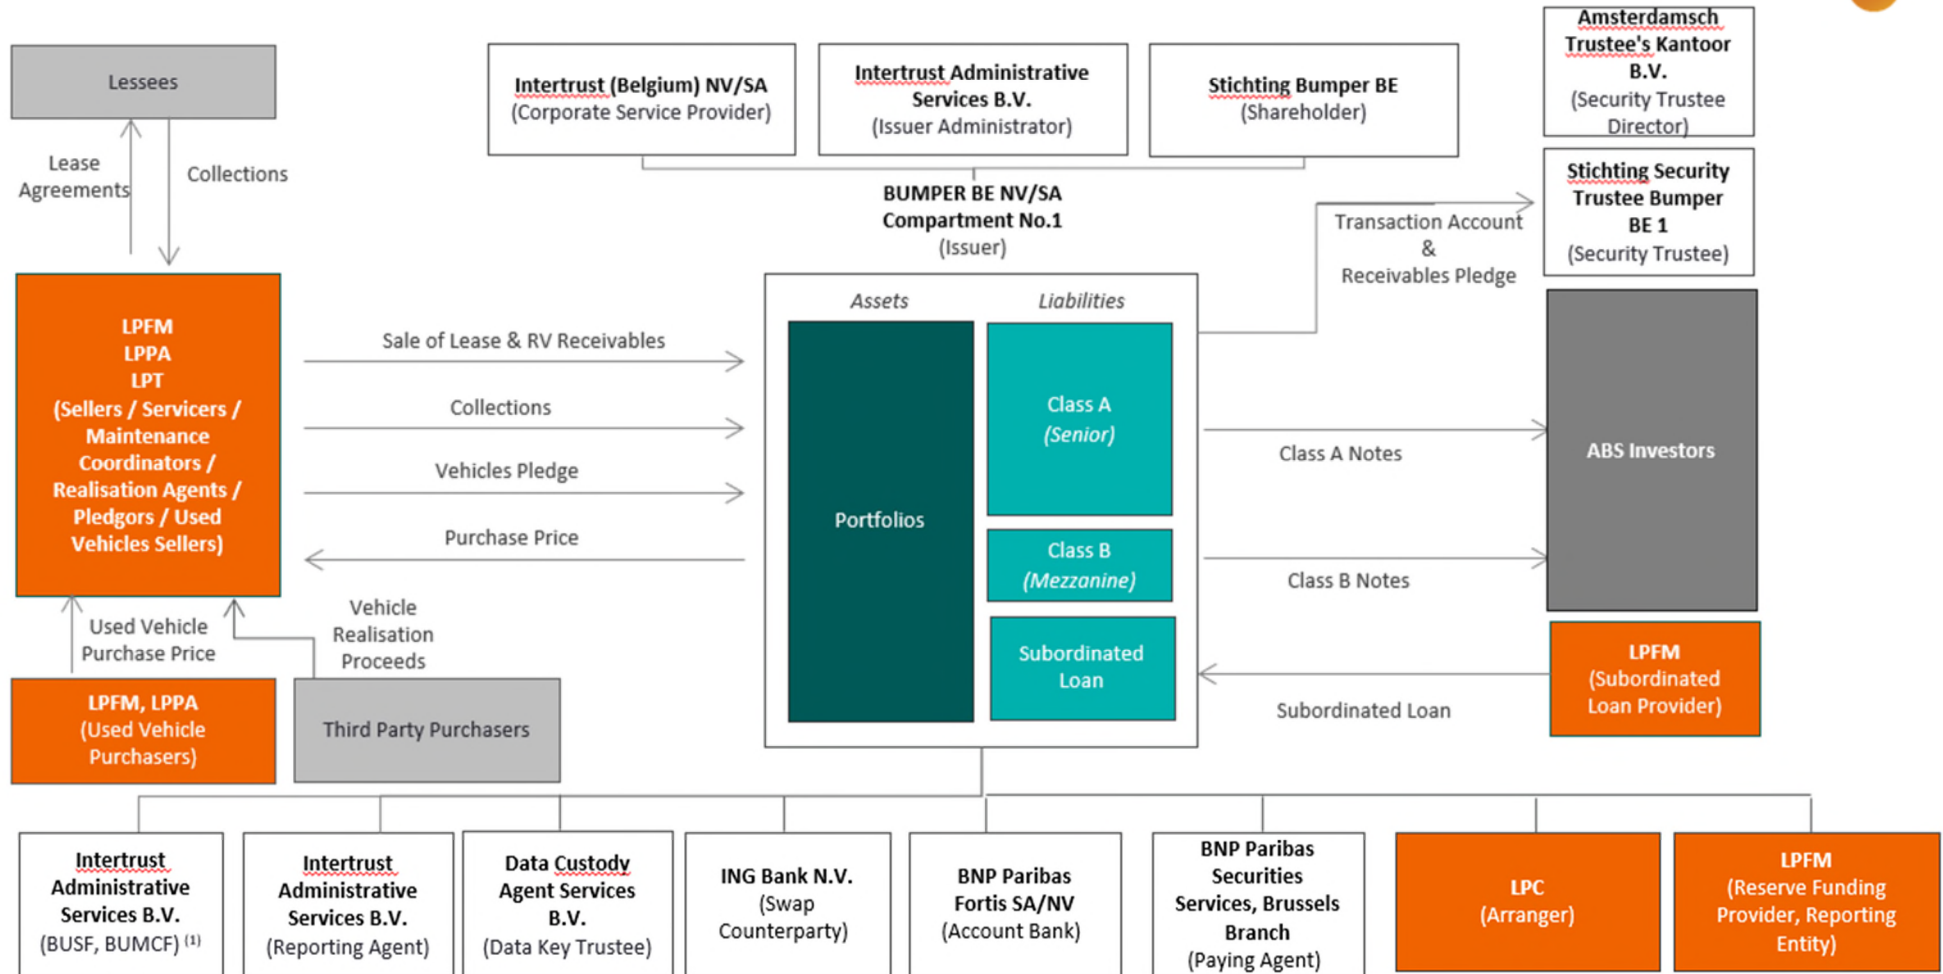 Lessees
Lease
Agreements
Collections
Intertrust (Belgium) NV/SA
(Corporate Service Provider)
Intertrust Administrative
Services B.V.
(Issuer Administrator)
Stichting Bumper BE
(Shareholder)
Amsterdamsch
Trustee's Kantoor
B.V.
(Security Trustee
Director)
BUMPER BE NV/SA
Compartment No.1
(Issuer)
Stichting Security
Trustee Bumper
BE 1
(Security Trustee)
Transaction Account
&
Receivables Pledge
LPFM
LPPA
LPT
(Sellers / Servicers /
Maintenance
Coordinators /
Realisation Agents /
Pledgors / Used
Vehicles Sellers)
Sale of Lease & RV Receivables
Collections
Vehicles Pledge
Purchase Price
Assets
Liabilities
Portfolios
Class A
(Senior)
Class B
(Mezzanine)
Subordinated
Loan
Class A Notes
Class B Notes
ABS Investors
Subordinated Loan
LPFM
(Subordinated
Loan Provider)
Used Vehicle
Purchase Price
Vehicle
Realisation
Proceeds
LPFM, LPPA
(Used Vehicle
Purchasers)
Third Party Purchasers
Intertrust
Administrative
Services B.V.
(BUSF, BUMCF) (1)
Intertrust
Administrative
Services B.V.
(Reporting Agent)
Data Custody
Agent Services
B.V.
(Data Key Trustee)
ING Bank N.V.
(Swap
Counterparty)
BNP Paribas
Fortis SA/NV
(Account Bank)
BNP Paribas
Securities
Services, Brussels
Branch
(Paying Agent)
LPC
(Arranger)
LPFM
(Reserve Funding
Provider, Reporting
Entity)